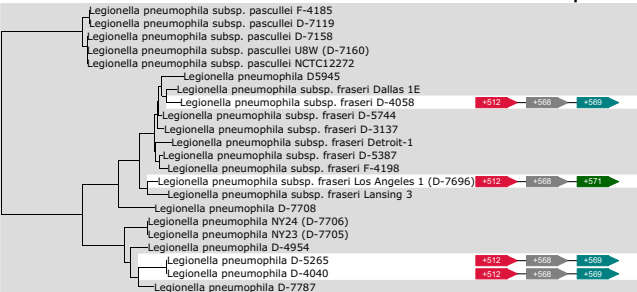 Legionella pneumophila subsp. pascullei F-4185
Legionella pneumophila subsp. pascullei D-7119
Legionella pneumophila subsp. pascullei D-7158
Legionella pneumophila subsp. pascullei U8W (D-7160)
Legionella pneumophila subsp. pascullei NCTC12272
Legionella pneumophila D5945
Legionella pneumophila subsp. fraseri Dallas 1E
Legionella pneumophila subsp. fraseri D-4058 +512 +568 +569
Legionella pneumophila subsp. fraseri D-5744
Legionella pneumophila subsp. fraseri D-3137
Legionella pneumophila subsp. fraseri Detroit-1
Legionella pneumophila subsp. fraseri D-5387
Legionella pneumophila subsp. fraseri F-4198
Legionella pneumophila subsp. fraseri Los Angeles 1 (D-7696) +512 +568 +571
Legionella pneumophila subsp. fraseri Lansing 3
Legionella pneumophila D-7708
Legionella pneumophila NY24 (D-7706)
Legionella pneumophila NY23 (D-7705)
Legionella pneumophila D-4954
Legionella pneumophila D-5265 +512 +568 +569
Legionella pneumophila D-4040 +512 +568 +569
Legionella pneumophila D-7787